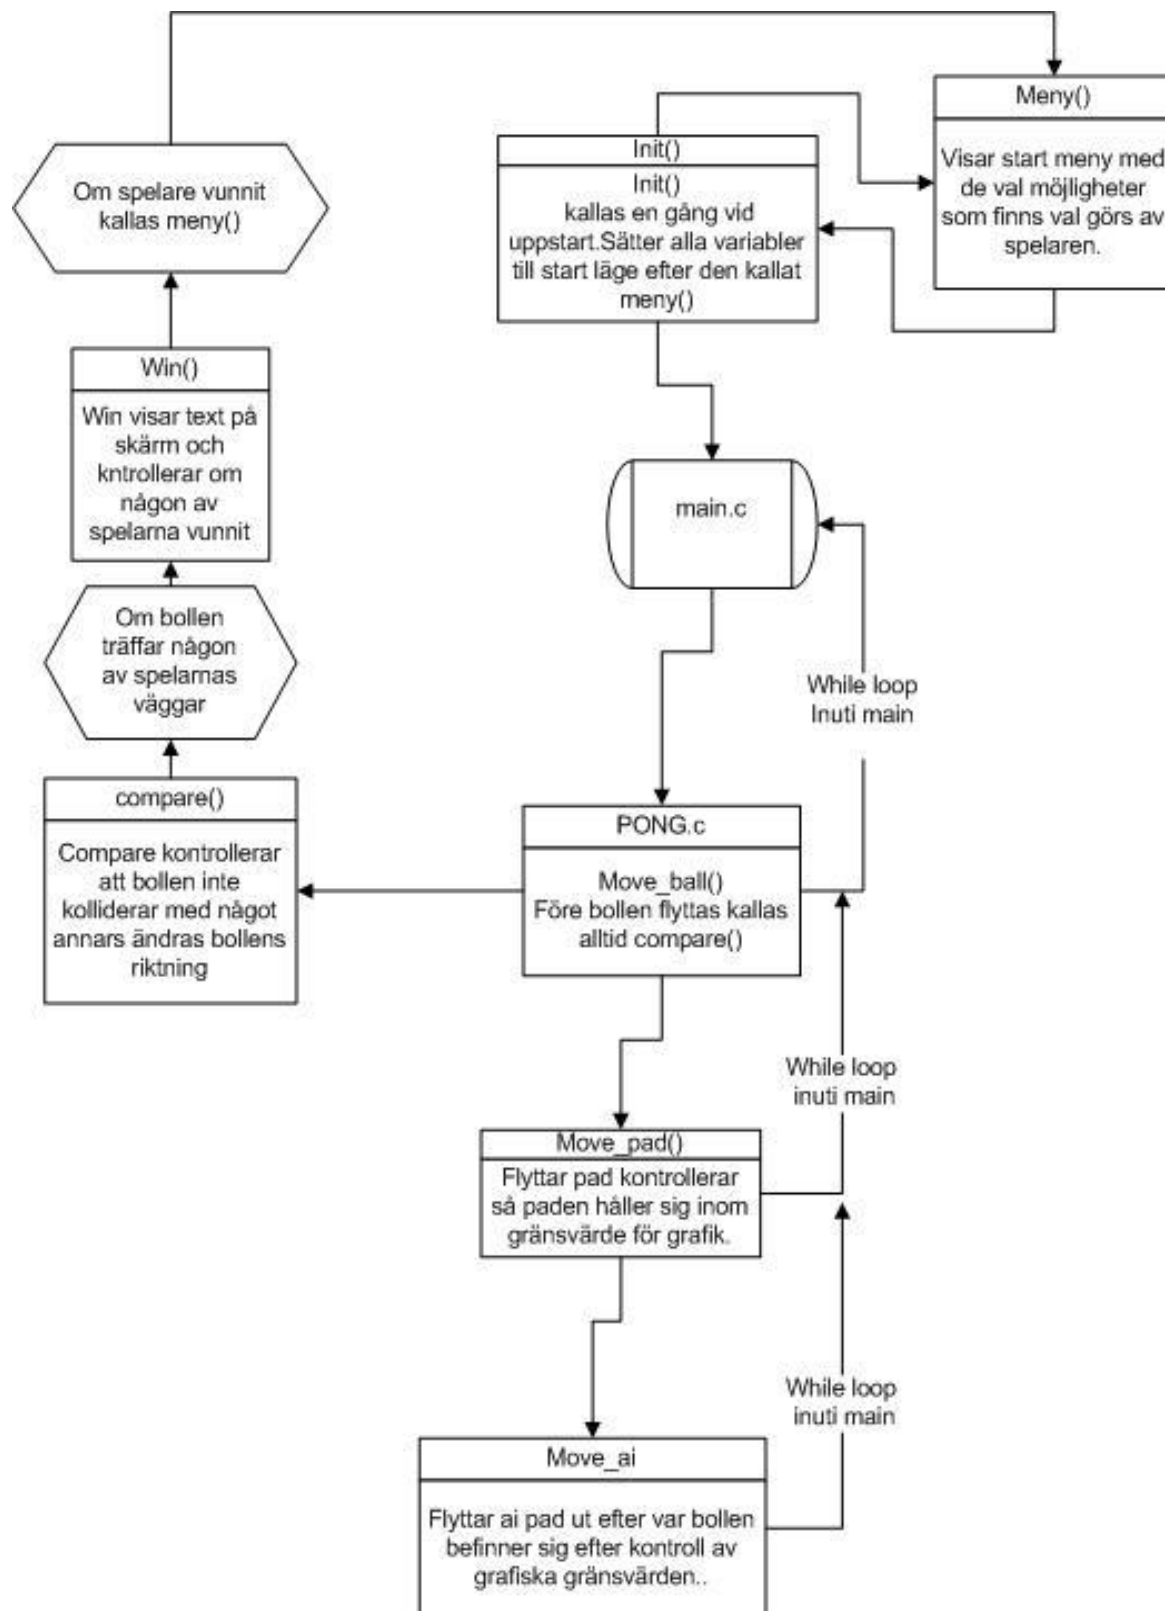 Meny()
Visar start meny med
de val möjligheter
som finns val görs av
spelaren.
Init()
Init()
kallas en gång vid
uppstart.Sätter alla variabler
till start läge efter den kallat
meny()
Om spelare vunnit
kallas meny()
Win()
Win visar text på
skärm och
kntrollerar om
någon av
spelarna vunnit
main.c
Om bollen
träffar någon
av spelarnas
väggar
While loop
Inuti main
compare()
Compare kontrollerar
att bollen inte
kolliderar med något
annars ändras bollens
riktning
PONG.c
Move_ball()
Före bollen flyttas kallas
alltid compare()
While loop
inuti main
Move_pad()
Flyttar pad kontrollerar
så paden håller sig inom
gränsvärde för grafik.
While loop
inuti main
Move_ai
Flyttar ai pad ut efter var bollen
befinner sig efter kontroll av
grafiska gränsvärden..